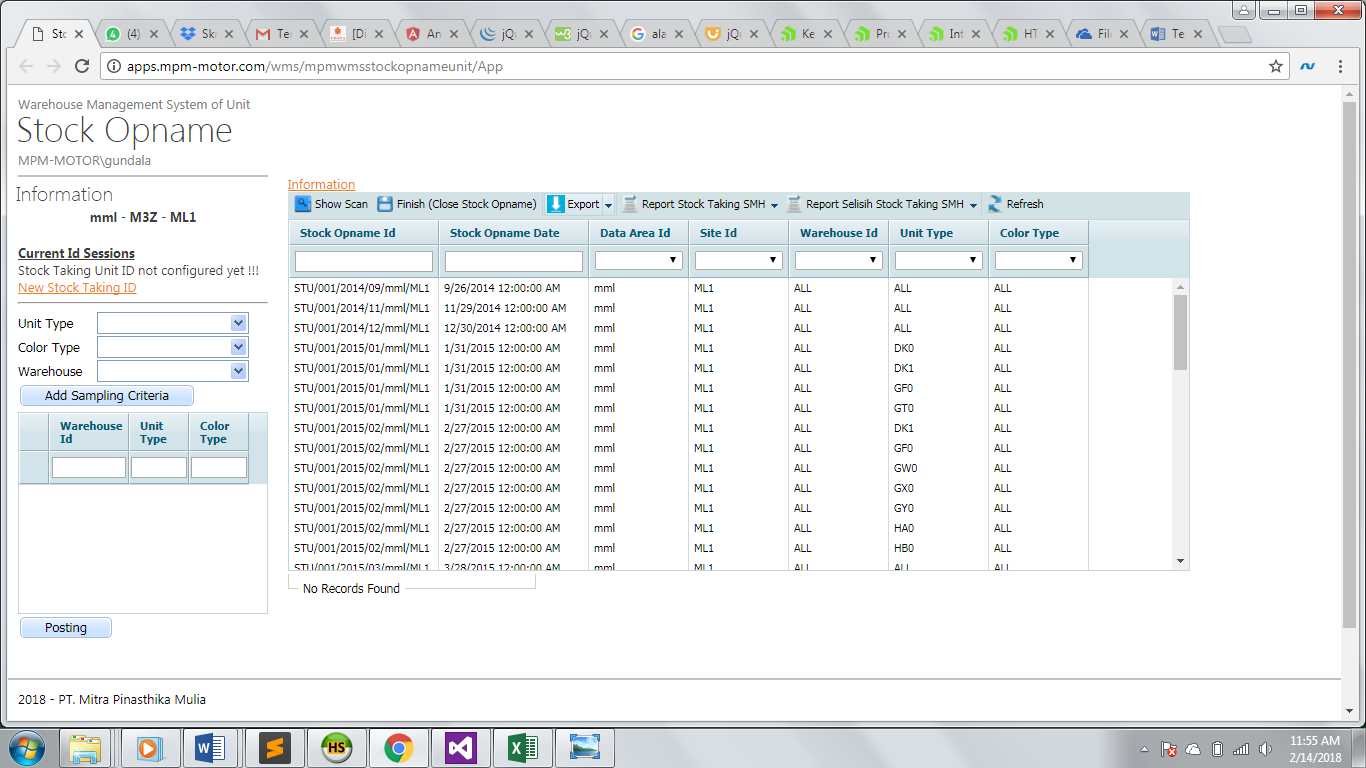 Stc
(4)
Sk
Te
[Di
An
jQu
jQu
ala
jQu
Ke
Pro
Int
HT
File
Te
apps.mpm-motor.com/wms/mpmwmsstockopnameunit/App
Warehouse Management System of Unit
Stock Opname
MPM-MOTOR\gundala
Information
mml - M3Z - ML1
Current Id Sessions
Stock Taking Unit ID not configured yet !!!
New Stock Taking ID
Unit Type
Color Type
Warehouse
Add Sampling Criteria
Warehouse Id Unit Type Color Type
Posting
Information
Show Scan Finish (Close Stock Opname) Export Report Stock Taking SMH Report Selisih Stock Taking SMH Refresh
Stock Opname Id Stock Opname Date Data Area Id Site Id Warehouse Id Unit Type Color Type
STU/001/2014/09/mml/ML1 9/26/2014 12:00:00 AM mml ML1 ALL ALL ALL
STU/001/2014/11/mml/ML1 11/29/2014 12:00:00 AM mml ML1 ALL ALL ALL
STU/001/2014/12/mml/ML1 12/30/2014 12:00:00 AM mml ML1 ALL ALL ALL
STU/001/2015/01/mml/ML1 1/31/2015 12:00:00 AM mml ML1 ALL DK0 ALL
STU/001/2015/01/mml/ML1 1/31/2015 12:00:00 AM mml ML1 ALL DK1 ALL
STU/001/2015/01/mml/ML1 1/31/2015 12:00:00 AM mml ML1 ALL GF0 ALL
STU/001/2015/01/mml/ML1 1/31/2015 12:00:00 AM mml ML1 ALL GT0 ALL
STU/001/2015/02/mml/ML1 2/27/2015 12:00:00 AM mml ML1 ALL DK1 ALL
STU/001/2015/02/mml/ML1 2/27/2015 12:00:00 AM mml ML1 ALL GF0 ALL
STU/001/2015/02/mml/ML1 2/27/2015 12:00:00 AM mml ML1 ALL GW0 ALL
STU/001/2015/02/mml/ML1 2/27/2015 12:00:00 AM mml ML1 ALL GX0 ALL
STU/001/2015/02/mml/ML1 2/27/2015 12:00:00 AM mml ML1 ALL GY0 ALL
STU/001/2015/02/mml/ML1 2/27/2015 12:00:00 AM mml ML1 ALL HA0 ALL
STU/001/2015/02/mml/ML1 2/27/2015 12:00:00 AM mml ML1 ALL HB0 ALL
STU/001/2015/03/mml/ML1 3/28/2015 12:00:00 AM mml ML1 ALL ALL ALL
No Records Found
2018 - PT. Mitra Pinasthika Mulia
11:55 AM
2/14/2018